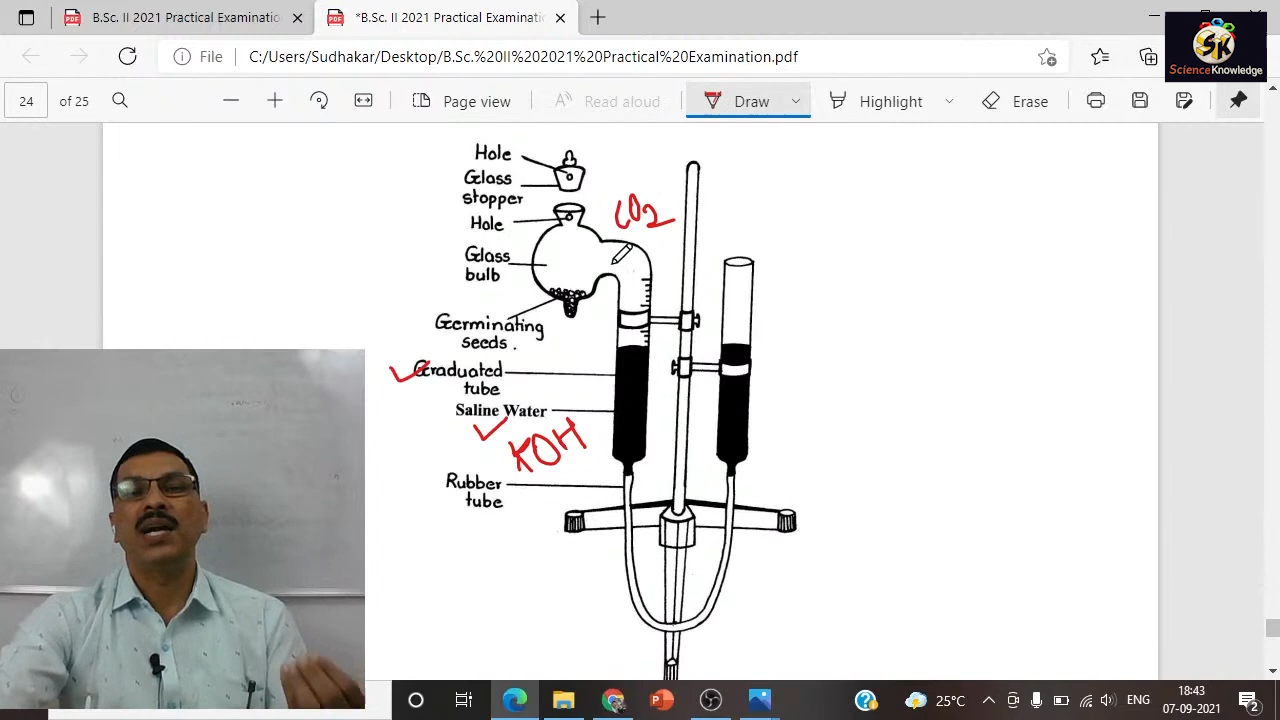 B.Sc. II 2021 Practical Examinatio
*B.Sc. II 2021 Practical Examinati
SK
ScienceKnowledge
File
C:/Users/Sudhakar/Desktop/B.Sc.%20II%202021%20Practical%20Examination.pdf
24 of 25
Page view
Read aloud
Draw
Highlight
Erase
Hole
Glass
stopper
Hole
Glass
bulb
CO2
Germinating
seeds.
Graduated
tube
Saline Water
KOH
Rubber
tube
25°C
ENG
18:43
07-09-2021
2